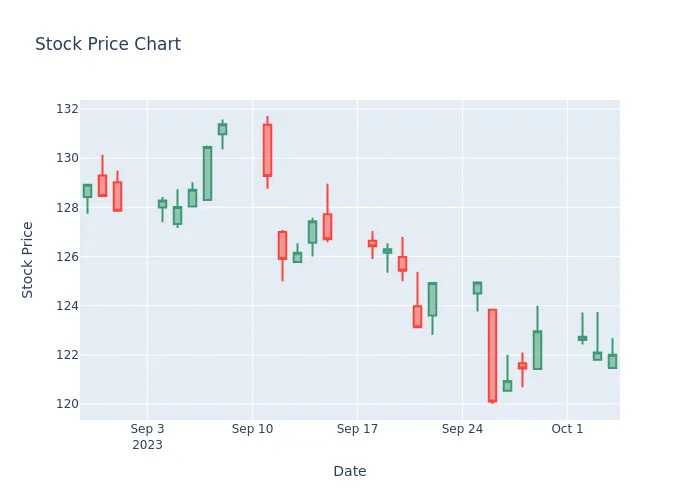 Stock Price Chart
132
130
128
126
124
122
120
Stock Price
Sep 3
2023
Sep 10
Sep 17
Sep 24
Oct 1
Date